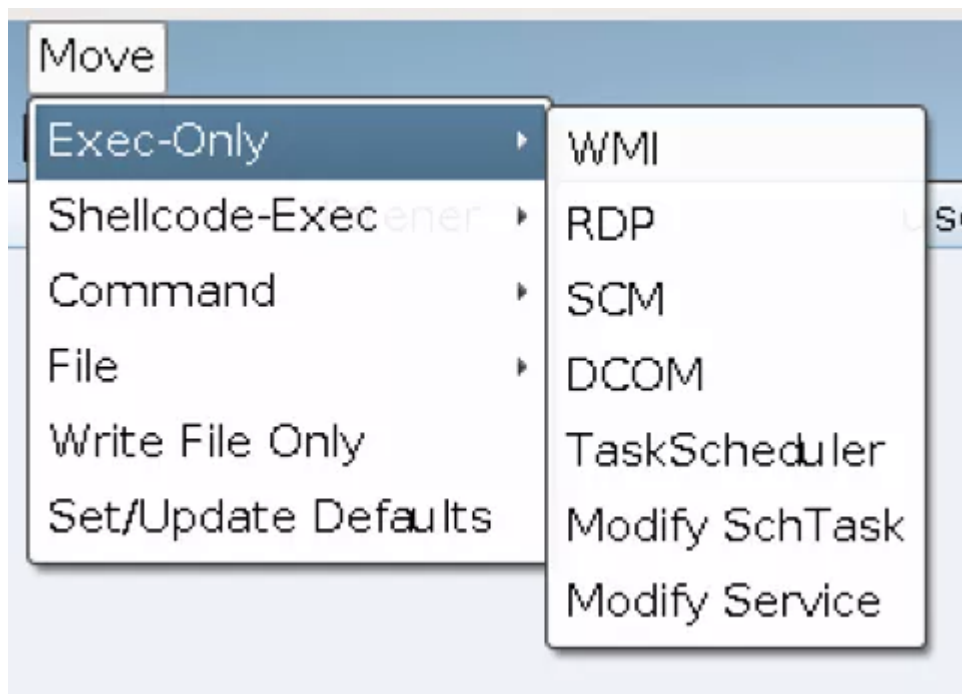 Move
Exec-Only
Shellcode-Exec
Command
File
Write File Only
Set/Update Defaults
WMI
RDP
SCM
DCOM
TaskScheduler
Modify SchTask
Modify Service